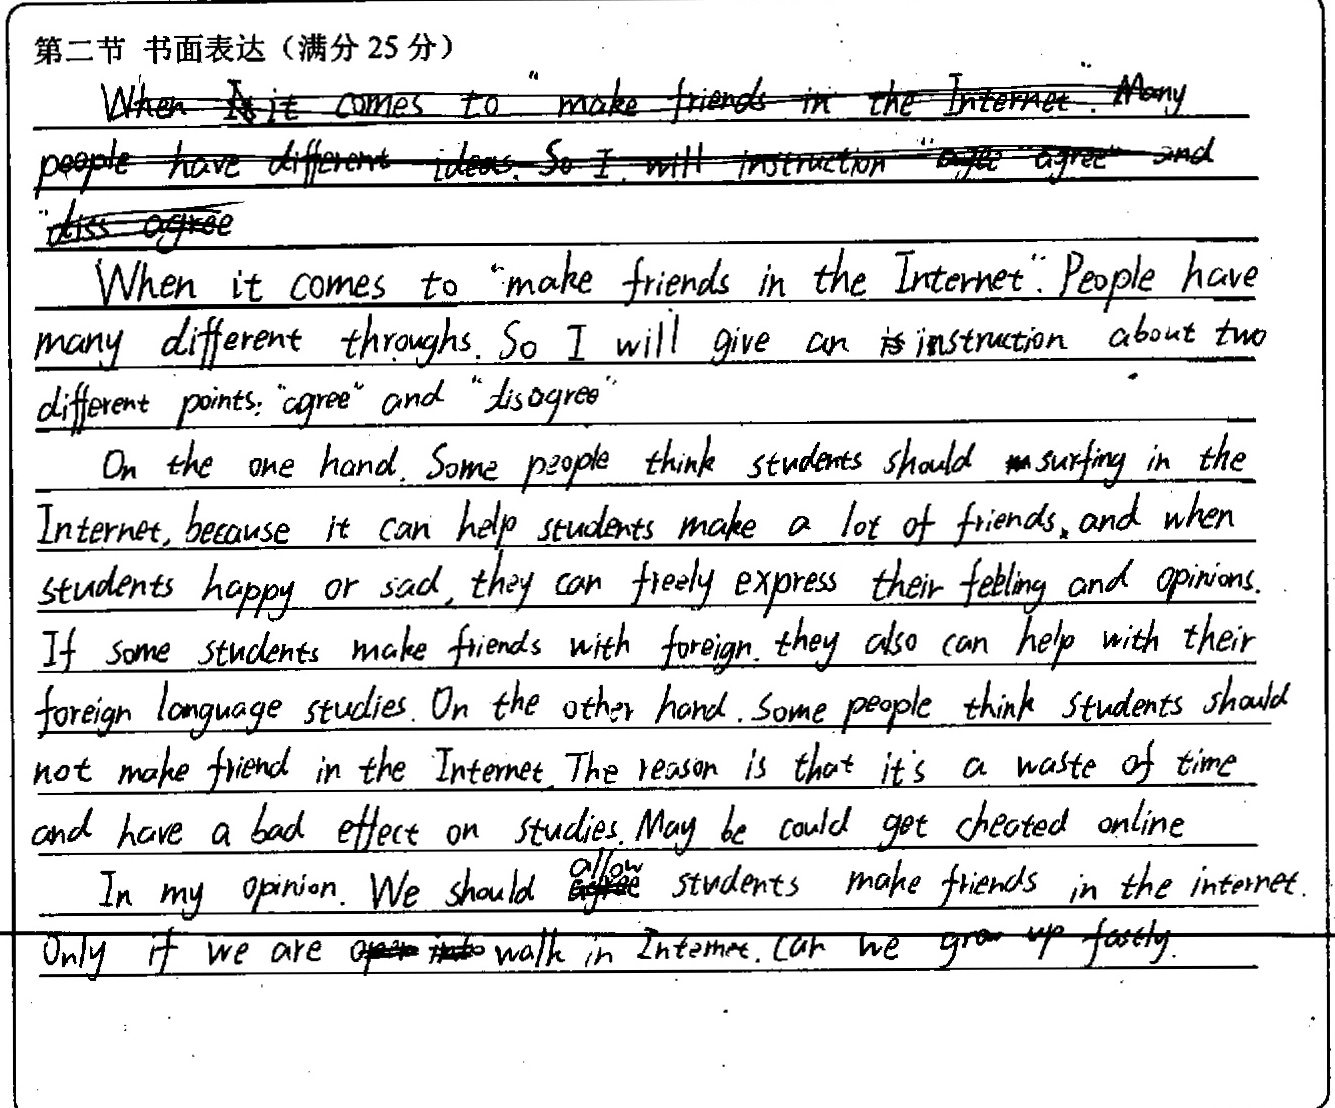 第二节 书面表达（满分 25 分）
When it comes to "make friends in the Internet". Many
people have different ideas. So I will instruction "agee" "agree" and
"diss agree
When it comes to "make friends in the Internet". People have
many different throughs. So I will give an is instruction about two
different points: "agree" and "disagree"
On the one hand. Some people think students should surfing in the
Internet, because it can help students make a lot of friends, and when
students happy or sad, they can freely express their feeling and opinions.
If some students make friends with foreign. they also can help with their
foreign language studies. On the other hand. Some people think students should
not make friend in the Internet. The reason is that it's a waste of time
and have a bad effect on studies. May be could get cheated online
allow
In my opinion. We should agree students make friends in the internet.
Only if we are open into walk in Internet. Can we grow up fastly.